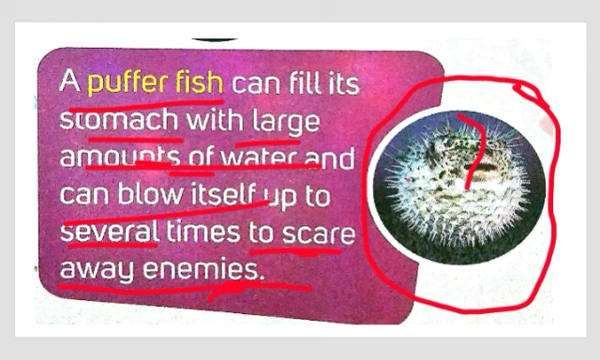 A puffer fish can fill its
stomach with large
amounts of water and
can blow itself up to
several times to scare
away enemies.